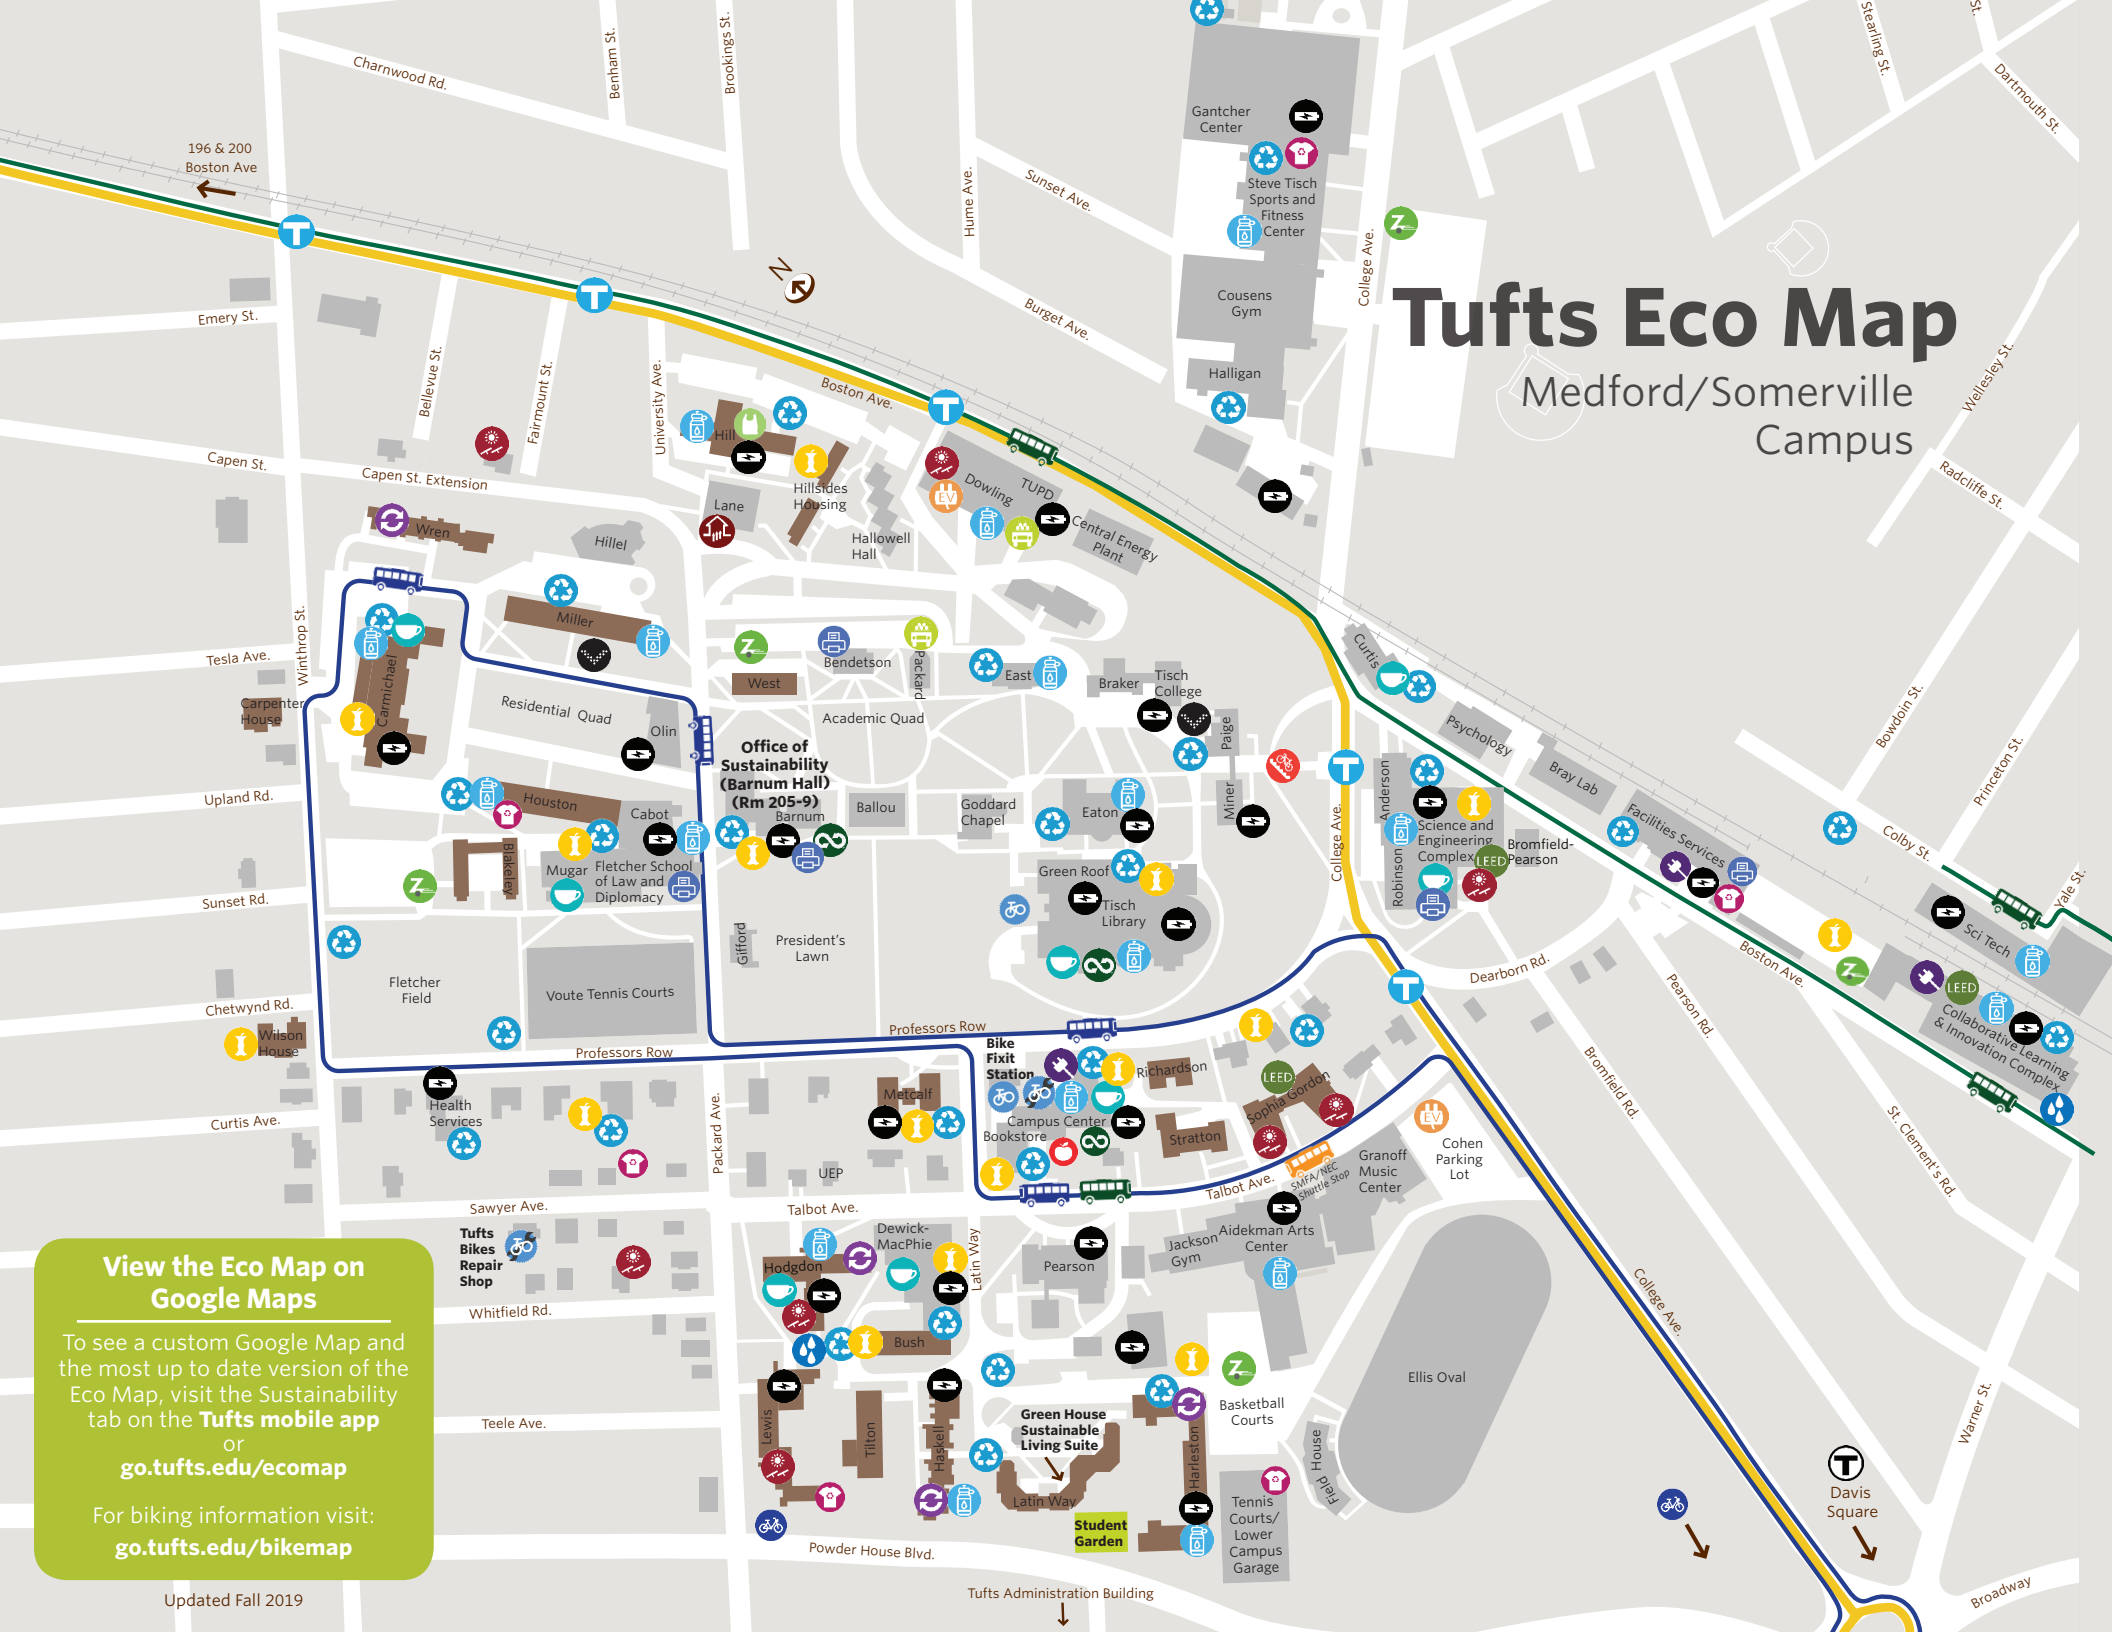 Tufts Eco Map
Medford/Somerville
Campus
196 & 200
Boston Ave
Charnwood Rd.
Benham St.
Brookings St.
Hume Ave.
Sunset Ave.
Burget Ave.
College Ave.
Stearling St.
St.
Dartmouth St.
Wellesley St.
Radcliffe St.
Bowdoin St.
Princeton St.
Colby St.
Yale St.
T
T
T
N
Emery St.
Bellevue St.
Fairmount St.
University Ave.
Boston Ave.
Capen St.
Capen St. Extension
Gantcher
Center
Steve Tisch
Sports and
Fitness
Center
Z
Cousens
Gym
Halligan
Hill
Hillsides
Housing
Lane
Hallowell
Hall
Dowling
TUPD
EV
Central Energy
Plant
Wren
Hillel
Miller
Winthrop St.
Tesla Ave.
Carpenter
House
Carmichael
Residential Quad
Olin
Z
West
Bendetson
Packard
Academic Quad
East
Braker
Tisch
College
Paige
Miner
Curtis
Psychology
Bray Lab
Facilities Services
T
Anderson
Science and
Engineering
Complex
LEED
Bromfield-
Pearson
Robinson
College Ave.
Upland Rd.
Houston
Cabot
Office of
Sustainability
(Barnum Hall)
(Rm 205-9)
Barnum
Ballou
Goddard
Chapel
Eaton
Green Roof
Tisch
Library
Blakeley
Mugar
Fletcher School
of Law and
Diplomacy
Z
Sunset Rd.
Fletcher
Field
Voute Tennis Courts
Gifford
President's
Lawn
Chetwynd Rd.
Wilson
House
Professors Row
Professors Row
T
Dearborn Rd.
Pearson Rd.
Bromfield Rd.
Boston Ave.
Z
Sci Tech
LEED
Collaborative Learning
& Innovation Complex
St. Clement's Rd.
Curtis Ave.
Health
Services
Packard Ave.
Metcalf
UEP
Bike
Fixit
Station
Campus Center
Bookstore
Richardson
Stratton
LEED
Sophia Gordon
EV
Cohen
Parking
Lot
Granoff
Music
Center
SMFA/NEC
Shuttle Stop
Talbot Ave.
Sawyer Ave.
Talbot Ave.
Tufts
Bikes
Repair
Shop
Whitfield Rd.
Teele Ave.
Hodgdon
Dewick-
MacPhie
Latin Way
Bush
Pearson
Jackson
Gym
Aidekman Arts
Center
Lewis
Tilton
Haskell
Green House
Sustainable
Living Suite
Latin Way
Student
Garden
Harleston
Z
Basketball
Courts
Field House
Tennis
Courts/
Lower
Campus
Garage
Ellis Oval
College Ave.
Warner St.
T
Davis
Square
Broadway
Powder House Blvd.
Tufts Administration Building
View the Eco Map on
Google Maps
To see a custom Google Map and
the most up to date version of the
Eco Map, visit the Sustainability
tab on the Tufts mobile app
or
go.tufts.edu/ecomap
For biking information visit:
go.tufts.edu/bikemap
Updated Fall 2019